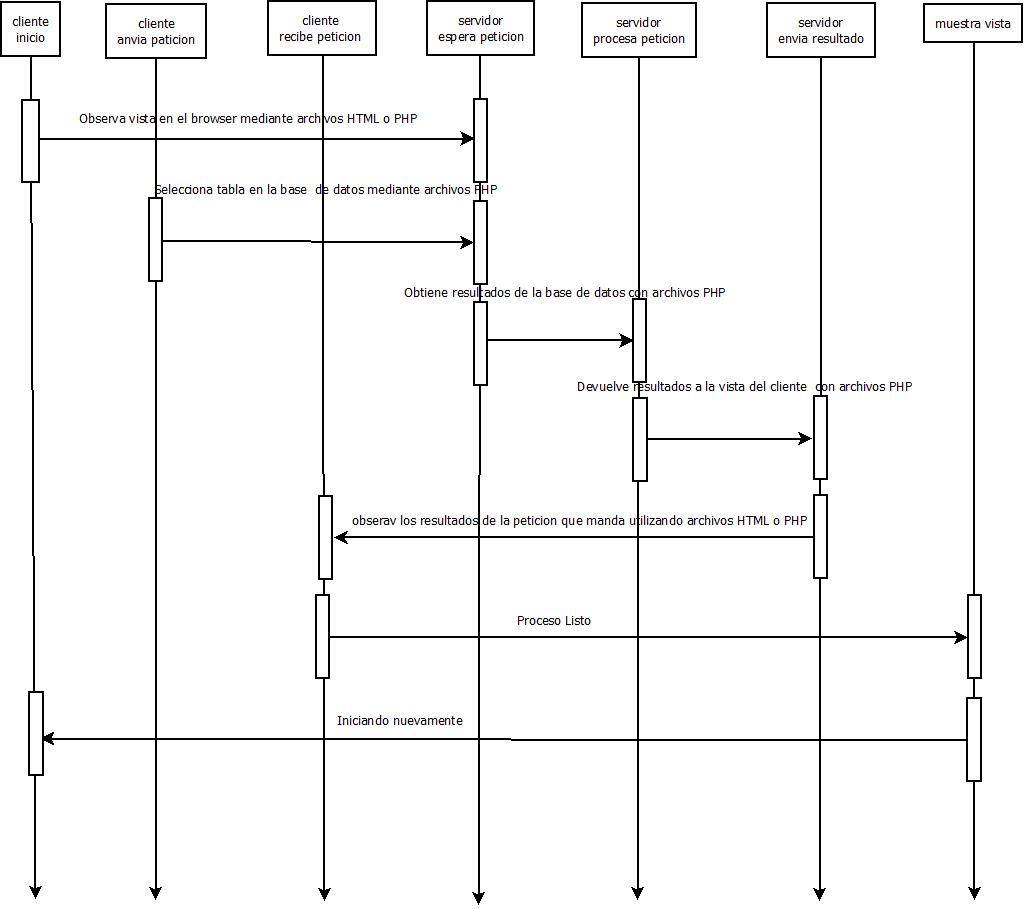 cliente
inicio
cliente
anvia paticion
cliente
recibe peticion
servidor
espera peticion
servidor
procesa peticion
servidor
envia resultado
muestra vista
Observa vista en el browser mediante archivos HTML o PHP
Selecciona tabla en la base de datos mediante archivos PHP
Obtiene resultados de la base de datos con archivos PHP
Devuelve resultados a la vista del cliente con archivos PHP
observav los resultados de la peticion que manda utilizando archivos HTML o PHP
Proceso Listo
Iniciando nuevamente